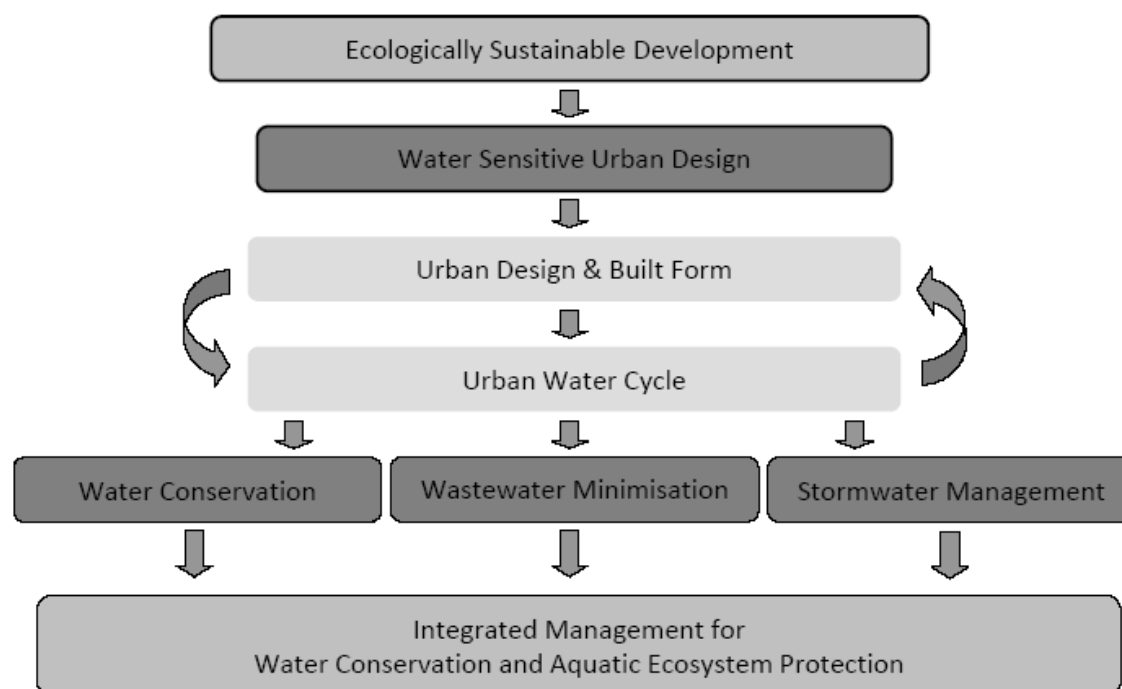 Ecologically Sustainable Development
Water Sensitive Urban Design
Urban Design & Built Form
Urban Water Cycle
Water Conservation
Wastewater Minimisation
Stormwater Management
Integrated Management for
Water Conservation and Aquatic Ecosystem Protection